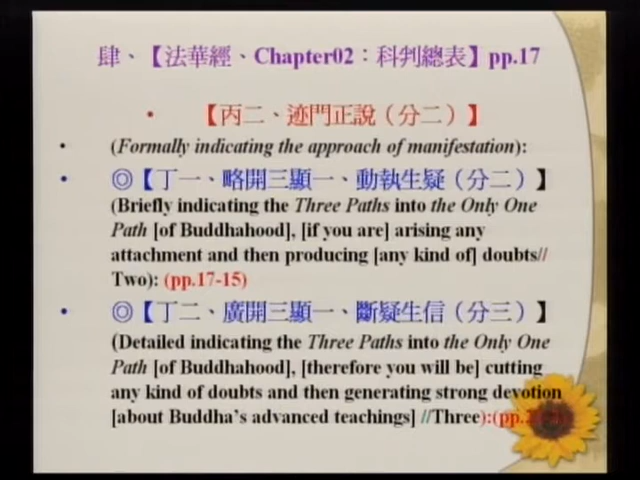 肆、【法華經、Chapter02：科判總表】pp.17
• 【丙二、迹門正說（分二）】
• (Formally indicating the approach of manifestation):
• ◎【丁一、略開三顯一、動執生疑（分二）】
(Briefly indicating the Three Paths into the Only One
Path [of Buddhahood], [if you are] arising any
attachment and then producing [any kind of] doubts//
Two): (pp.17-15)
• ◎【丁二、廣開三顯一、斷疑生信（分三）】
(Detailed indicating the Three Paths into the Only One
Path [of Buddhahood], [therefore you will be] cutting
any kind of doubts and then generating strong devotion
[about Buddha's advanced teachings] //Three):(pp.